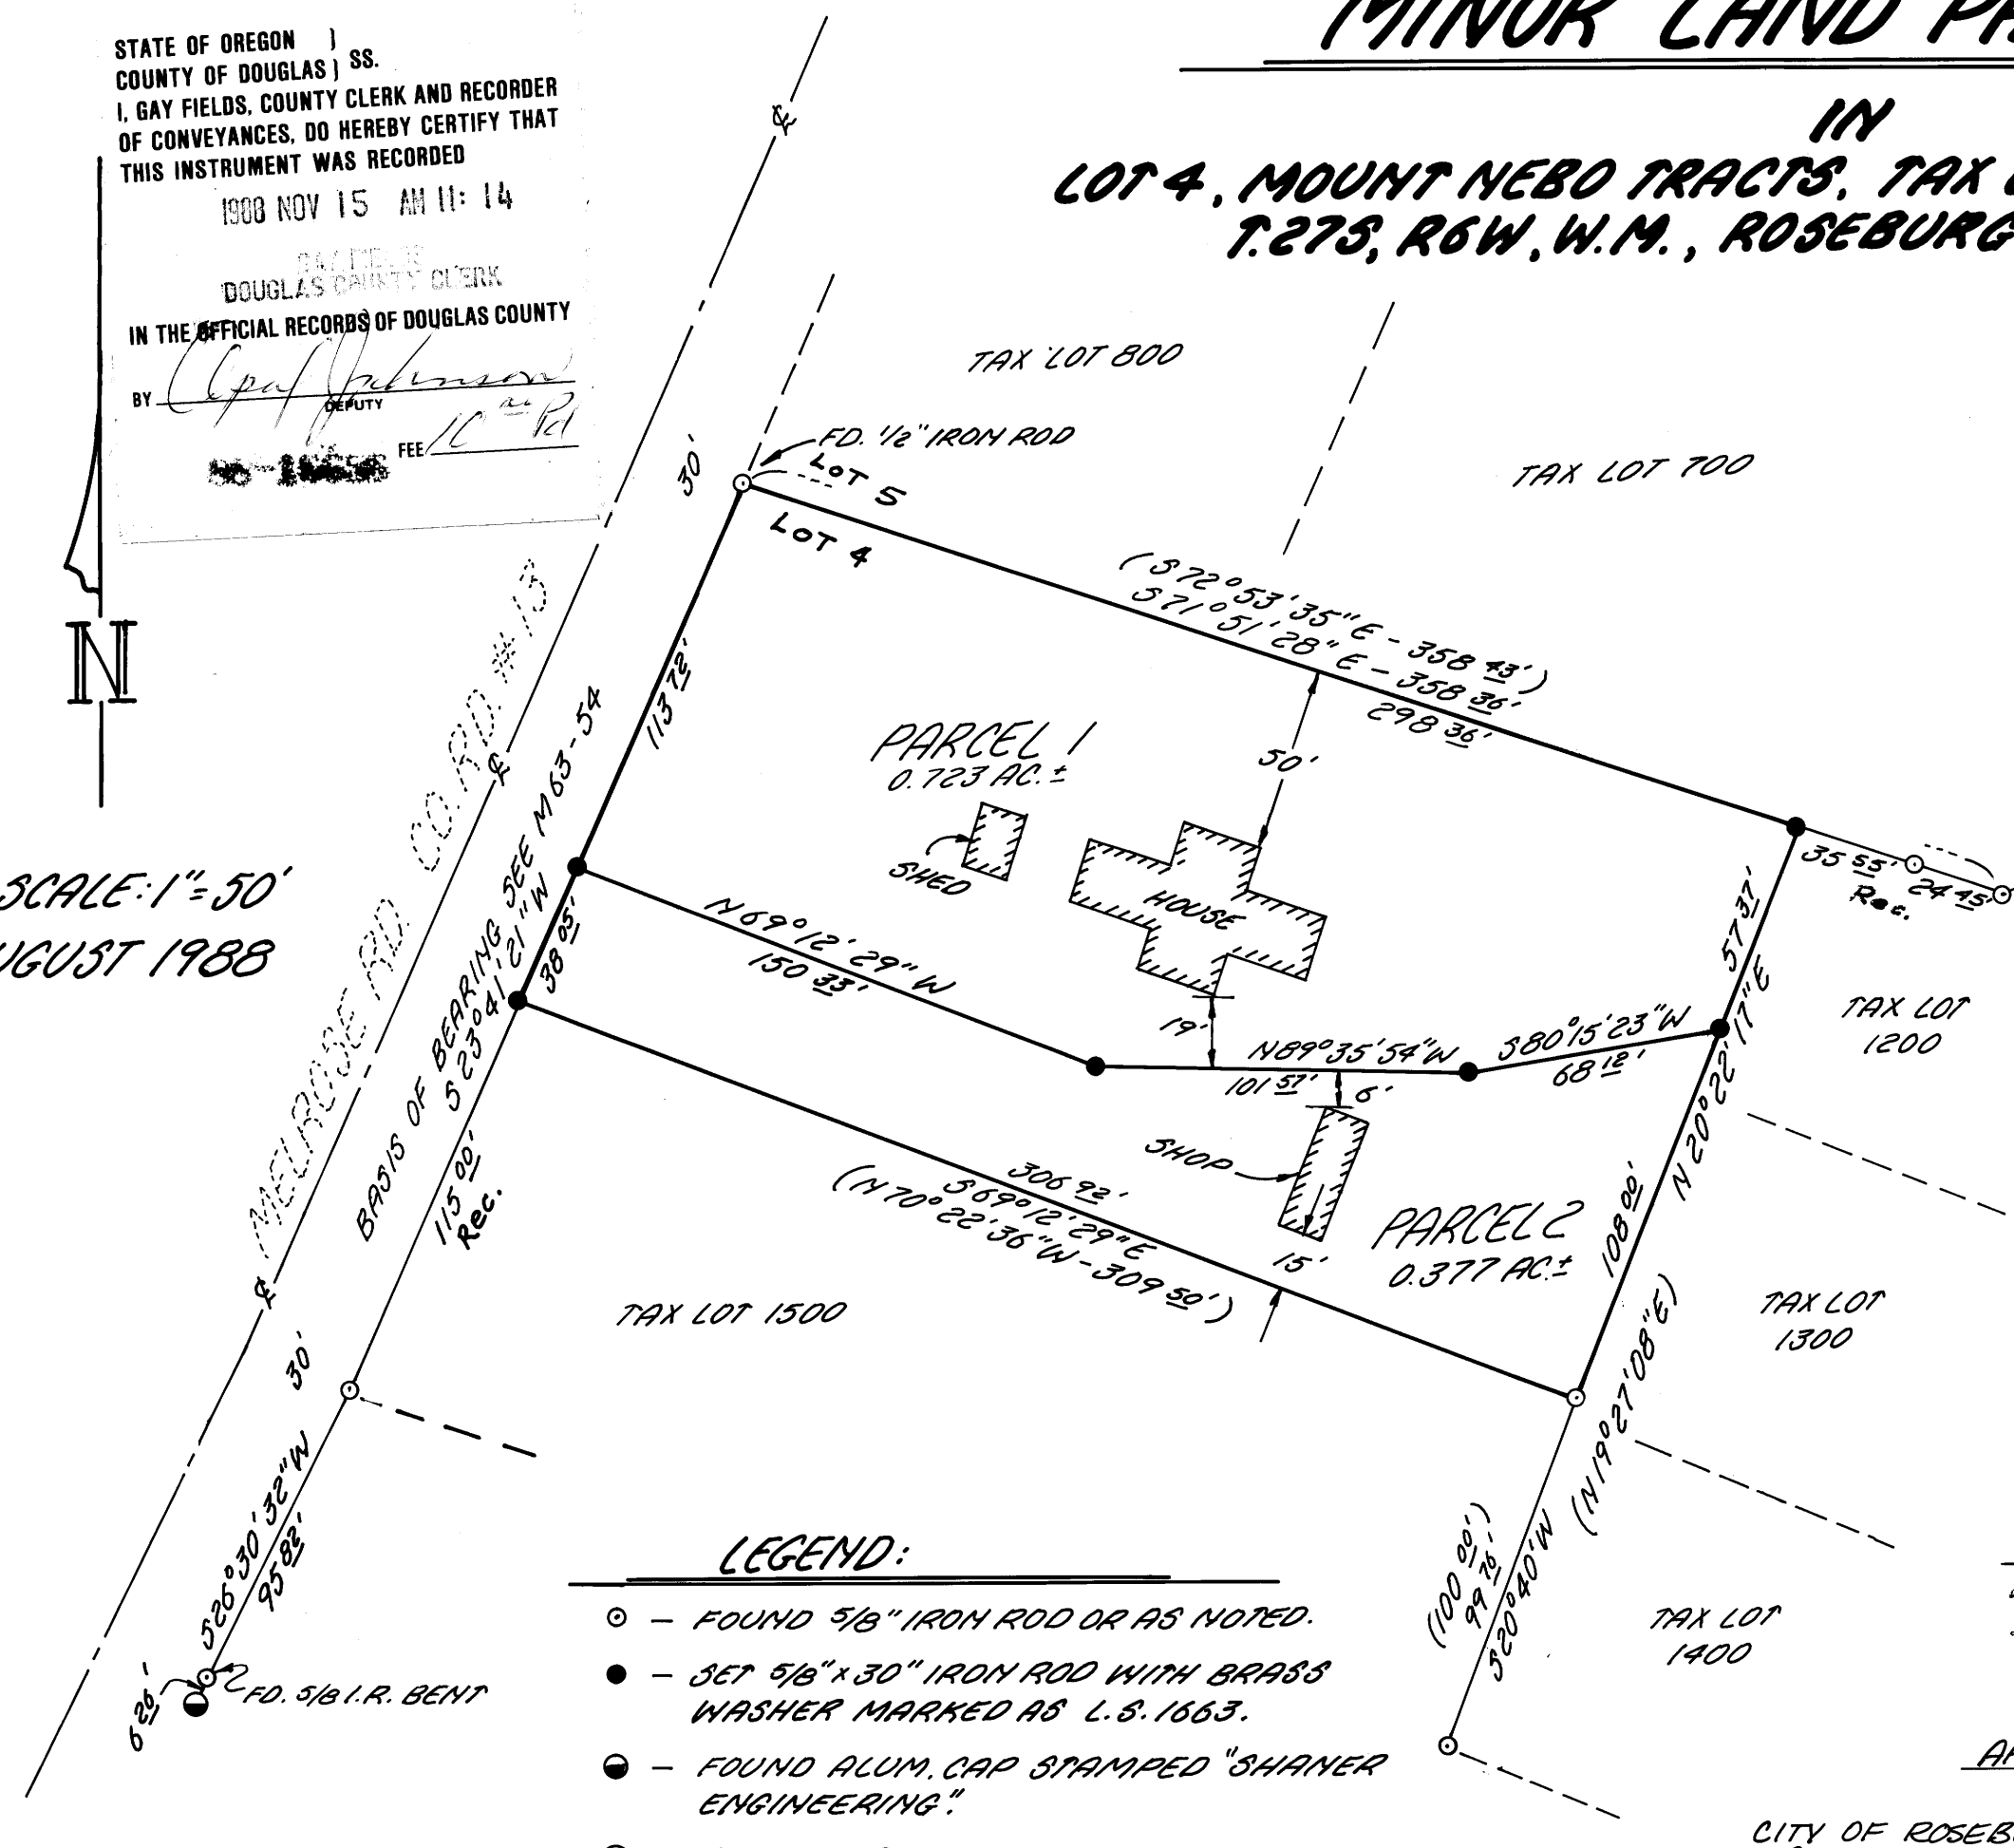 MINOR LAND
IN
LOT 4, MOUNT NEBO TRACTS, TAX
T.27S, R6W, W.M., ROSEBURG
STATE OF OREGON )
COUNTY OF DOUGLAS ) SS.
I, GAY FIELDS, COUNTY CLERK AND RECORDER
OF CONVEYANCES, DO HEREBY CERTIFY THAT
THIS INSTRUMENT WAS RECORDED
1988 NOV 15 AM 11: 14
DOUGLAS COUNTY CLERK
IN THE OFFICIAL RECORDS OF DOUGLAS COUNTY
BY
DEPUTY
FEE 10 Pd
N
SCALE: 1"=50'
AUGUST 1988
TAX LOT 800
TAX LOT 700
FD. 1/2" IRON ROD
LOT 5
LOT 4
30'
(S72°53'35"E - 358 43')
S71°51'28"E - 358 36'
298 36'
113 72'
PARCEL 1
0.723 AC.±
50'
SHED
HOUSE
35 55'
Rec.
24 45'
57 37'
MELROSE RD. CO. RD. #13
BASIS OF BEARING SEE M63-54
S23°41'21"W
38 05'
N69°12'29"W
150 33'
19'
N89°35'54"W
101 57'
6'
S80°15'23"W
68 12'
TAX LOT
1200
N20°22'17"E
115 00'
Rec.
SHOP
306 92'
S69°12'29"E
(N70°22'36"W-309 50')
15'
PARCEL 2
0.377 AC.±
108 00'
(N19°27'08"E)
TAX LOT
1300
TAX LOT 1500
30'
S26°30'32"W
95 82'
6 26'
FD. 5/8 I.R. BENT
(100 00')
99 76'
S20°40'W
TAX LOT
1400
LEGEND:
- FOUND 5/8" IRON ROD OR AS NOTED.
- SET 5/8" x 30" IRON ROD WITH BRASS
WASHER MARKED AS L.S. 1663.
- FOUND ALUM. CAP STAMPED "SHANER
ENGINEERING."
CITY OF ROSEB